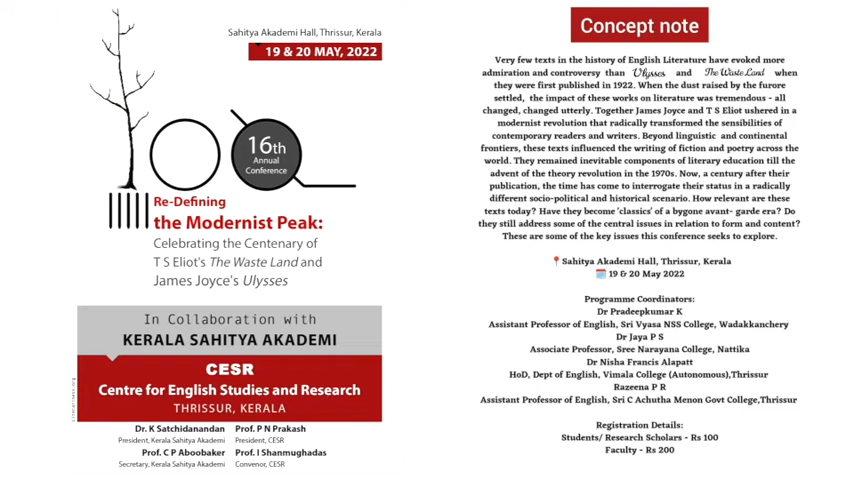 Sahitya Akademi Hall, Thrissur, Kerala
19 & 20 MAY, 2022
16th
Annual
Conference
Re-Defining
the Modernist Peak:
Celebrating the Centenary of
T S Eliot's The Waste Land and
James Joyce's Ulysses
In Collaboration with
KERALA SAHITYA AKADEMI
CESR
Centre for English Studies and Research
THRISSUR, KERALA
Dr. K Satchidanandan
President, Kerala Sahitya Akademi
Prof. C P Aboobaker
Secretary, Kerala Sahitya Akademi
Prof. P N Prakash
President, CESR
Prof. I Shanmughadas
Convenor, CESR
Concept note
Very few texts in the history of English Literature have evoked more
admiration and controversy than Ulysses and The Waste Land when
they were first published in 1922. When the dust raised by the furore
settled, the impact of these works on literature was tremendous - all
changed, changed utterly. Together James Joyce and T S Eliot ushered in a
modernist revolution that radically transformed the sensibilities of
contemporary readers and writers. Beyond linguistic and continental
frontiers, these texts influenced the writing of fiction and poetry across the
world. They remained inevitable components of literary education till the
advent of the theory revolution in the 1970s. Now, a century after their
publication, the time has come to interrogate their status in a radically
different socio-political and historical scenario. How relevant are these
texts today? Have they become 'classics' of a bygone avant- garde era? Do
they still address some of the central issues in relation to form and content?
These are some of the key issues this conference seeks to explore.
Sahitya Akademi Hall, Thrissur, Kerala
19 & 20 May 2022
Programme Coordinators:
Dr Pradeepkumar K
Assistant Professor of English, Sri Vyasa NSS College, Wadakkanchery
Dr Jaya P S
Associate Professor, Sree Narayana College, Nattika
Dr Nisha Francis Alapatt
HoD, Dept of English, Vimala College (Autonomous),Thrissur
Razeena P R
Assistant Professor of English, Sri C Achutha Menon Govt College,Thrissur
Registration Details:
Students/ Research Scholars - Rs 100
Faculty - Rs 200